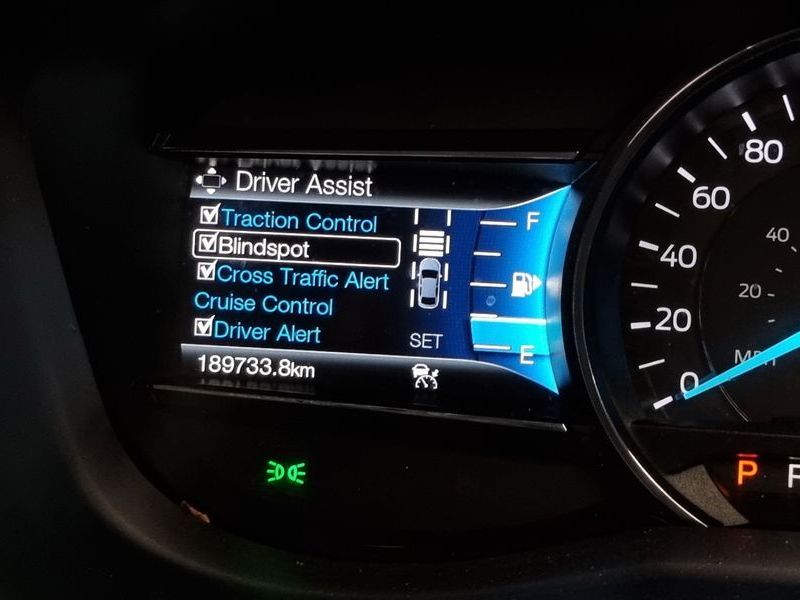 Driver Assist
Traction Control
Blindspot
Cross Traffic Alert
Cruise Control
Driver Alert
SET
189733.8km
F
E
80
60
40
20
0
40
20
P